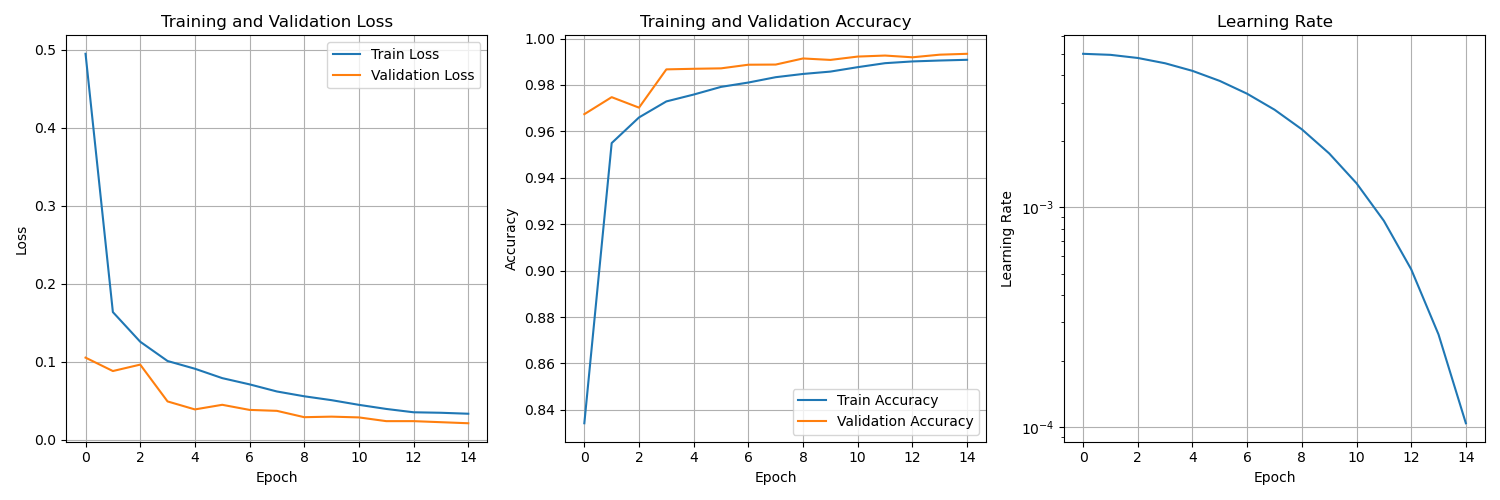 Training and Validation Loss
Loss
0.5
0.4
0.3
0.2
0.1
0.0
Train Loss
Validation Loss
0 2 4 6 8 10 12 14
Epoch
Training and Validation Accuracy
Accuracy
1.00
0.98
0.96
0.94
0.92
0.90
0.88
0.86
0.84
Train Accuracy
Validation Accuracy
0 2 4 6 8 10 12 14
Epoch
Learning Rate
Learning Rate
10⁻³
10⁻⁴
0 2 4 6 8 10 12 14
Epoch